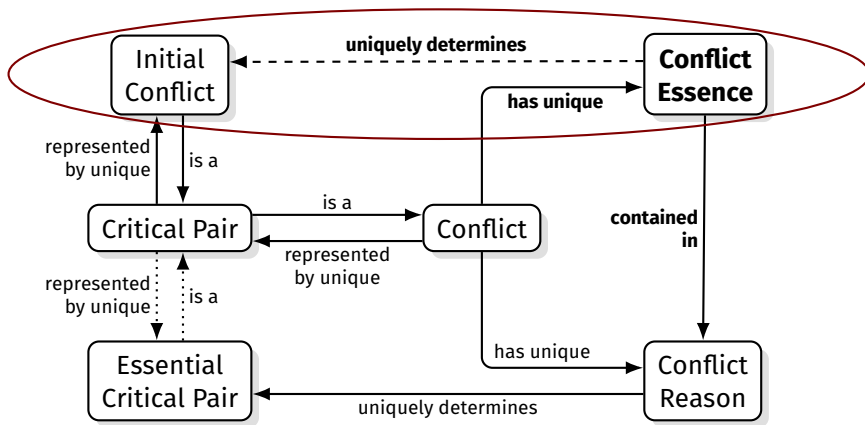 Initial
Conflict
uniquely determines
Conflict
Essence
has unique
represented
by unique
is a
Critical Pair
is a
represented
by unique
Conflict
contained
in
represented
by unique
is a
Essential
Critical Pair
has unique
uniquely determines
Conflict
Reason